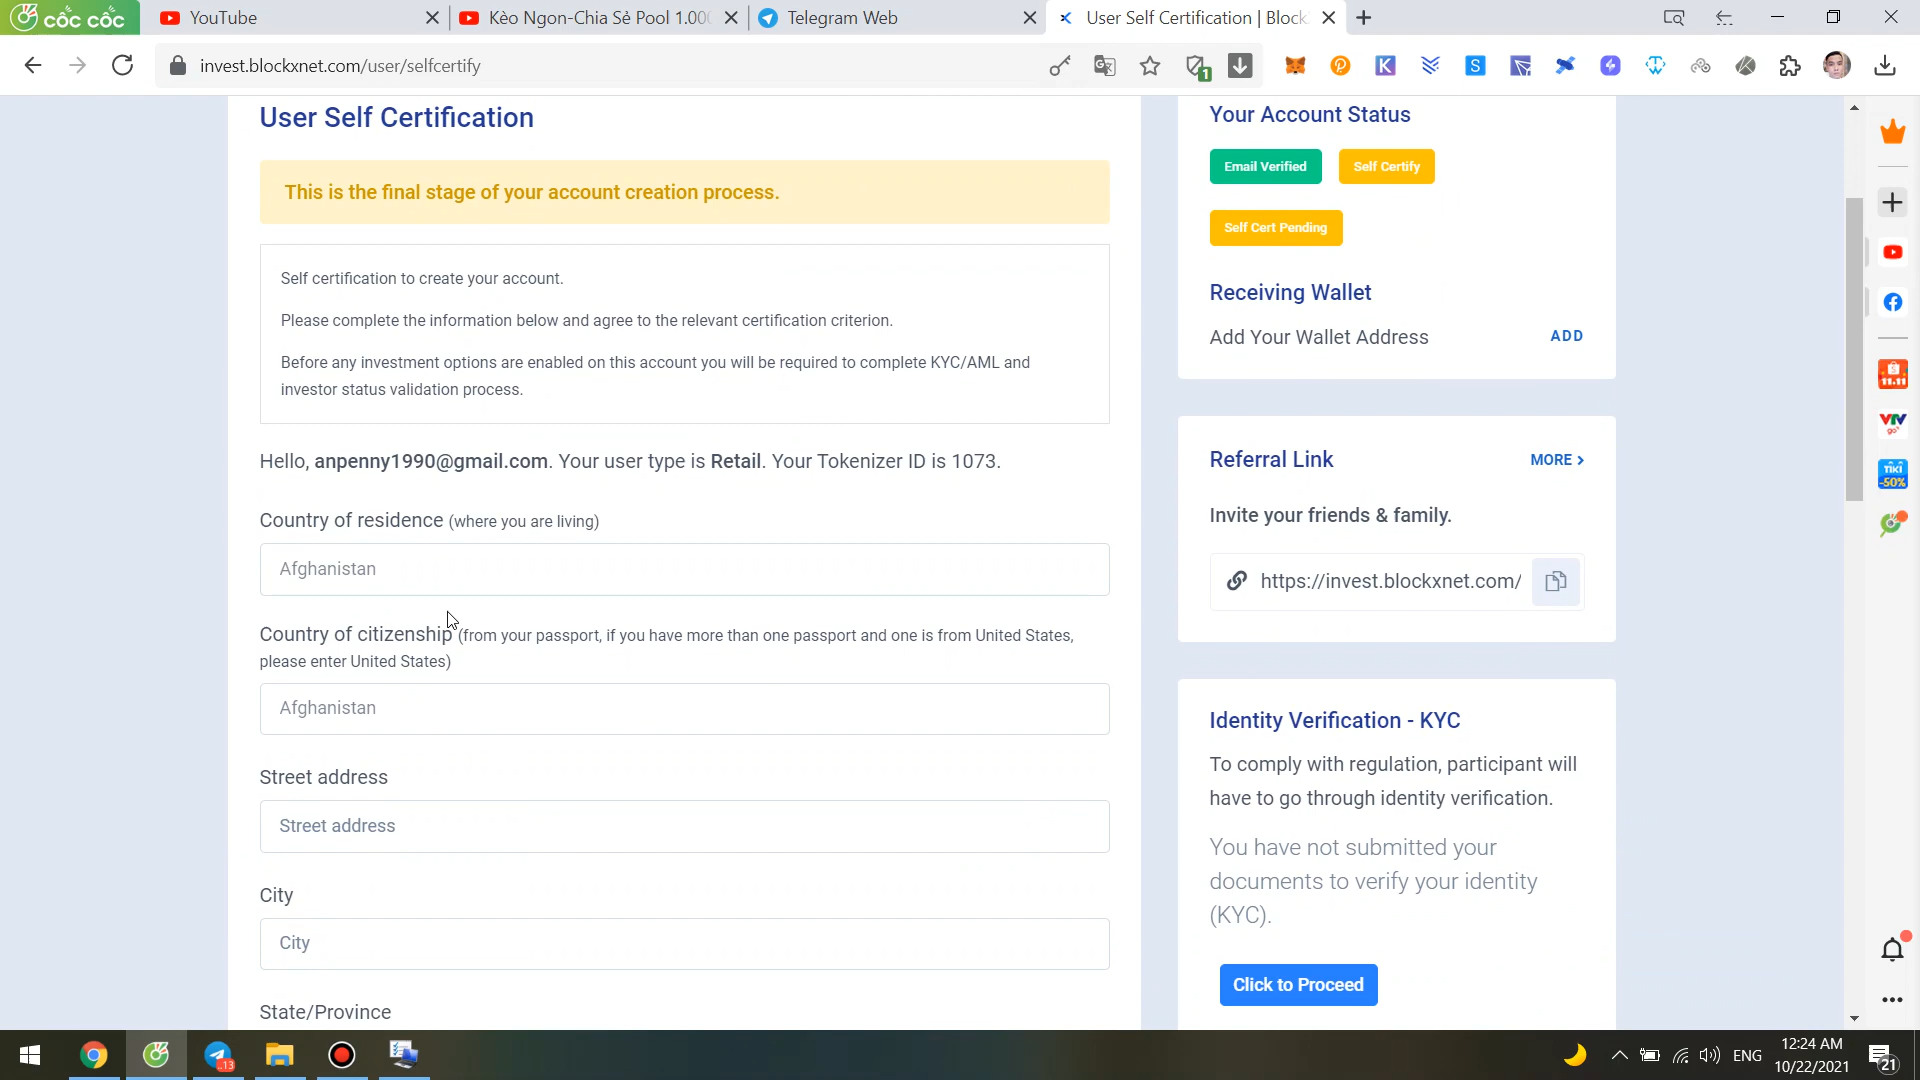 cốc cốc
YouTube
Kèo Ngon-Chia Sẻ Pool 1.000
Telegram Web
User Self Certification | Block
invest.blockxnet.com/user/selfcertify
User Self Certification
This is the final stage of your account creation process.
Self certification to create your account.
Please complete the information below and agree to the relevant certification criterion.
Before any investment options are enabled on this account you will be required to complete KYC/AML and
investor status validation process.
Hello, anpenny1990@gmail.com. Your user type is Retail. Your Tokenizer ID is 1073.
Country of residence (where you are living)
Afghanistan
Country of citizenship (from your passport, if you have more than one passport and one is from United States,
please enter United States)
Afghanistan
Street address
Street address
City
City
State/Province
Your Account Status
Email Verified
Self Certify
Self Cert Pending
Receiving Wallet
Add Your Wallet Address
ADD
Referral Link
MORE
Invite your friends & family.
https://invest.blockxnet.com/
Identity Verification - KYC
To comply with regulation, participant will
have to go through identity verification.
You have not submitted your
documents to verify your identity
(KYC).
Click to Proceed
1
K
S
11.11
VTV
go
TIKI
-50%
13
ENG
12:24 AM
10/22/2021
21